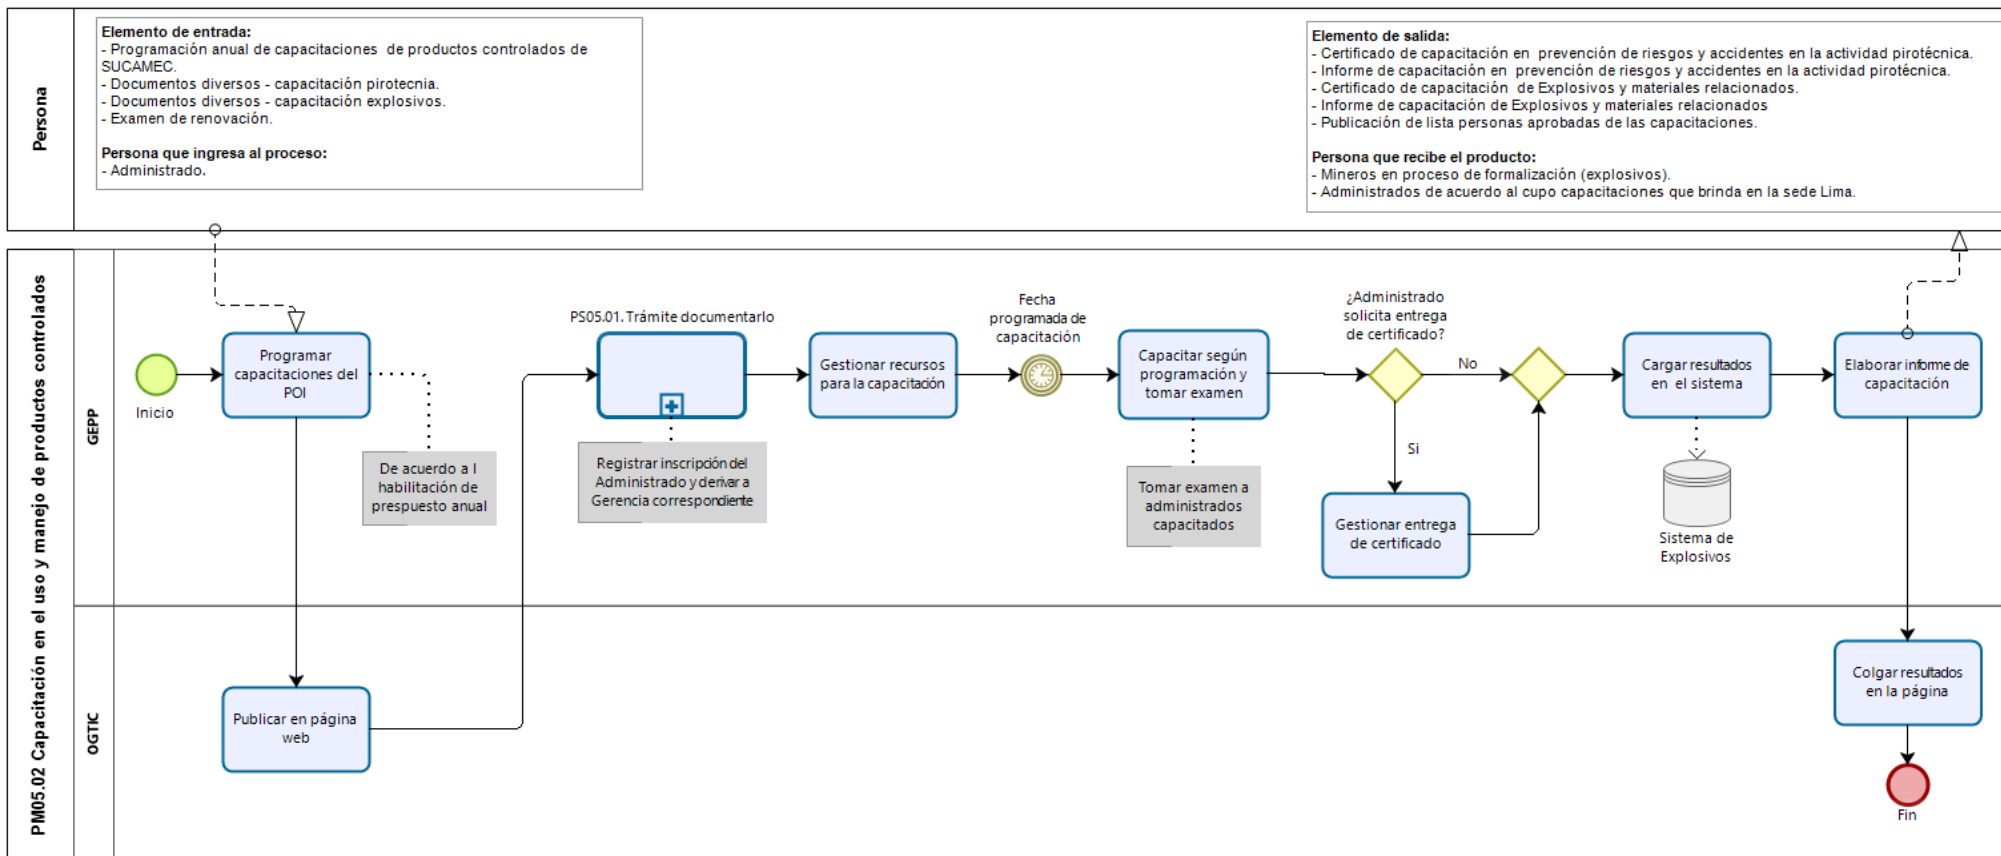 Persona
Elemento de entrada:
- Programación anual de capacitaciones de productos controlados de
SUCAMEC.
- Documentos diversos - capacitación pirotecnia.
- Documentos diversos - capacitación explosivos.
- Examen de renovación.
Persona que ingresa al proceso:
- Administrado.
Elemento de salida:
- Certificado de capacitación en prevención de riesgos y accidentes en la actividad pirotécnica.
- Informe de capacitación en prevención de riesgos y accidentes en la actividad pirotécnica.
- Certificado de capacitación de Explosivos y materiales relacionados.
- Informe de capacitación de Explosivos y materiales relacionados
- Publicación de lista personas aprobadas de las capacitaciones.
Persona que recibe el producto:
- Mineros en proceso de formalización (explosivos).
- Administrados de acuerdo al cupo capacitaciones que brinda en la sede Lima.
PM05.02 Capacitación en el uso y manejo de productos controlados
GEPP
Inicio
Programar
capacitaciones del
POI
De acuerdo a l
habilitación de
prespuesto anual
PS05.01. Trámite documentarlo
Registrar inscripción del
Administrado y derivar a
Gerencia correspondiente
Gestionar recursos
para la capacitación
Fecha
programada de
capacitación
Capacitar según
programación y
tomar examen
Tomar examen a
administrados
capacitados
¿Administrado
solicita entrega
de certificado?
No
Si
Gestionar entrega
de certificado
Cargar resultados
en el sistema
Sistema de
Explosivos
Elaborar informe de
capacitación
OGTIC
Publicar en página
web
Colgar resultados
en la página
Fin